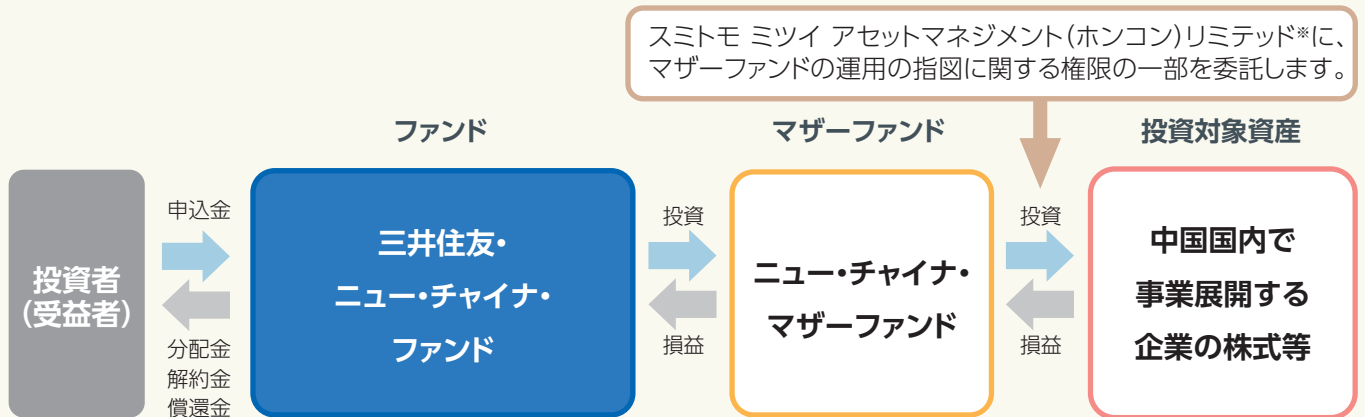 スミトモ ミツイ アセットマネジメント(ホンコン)リミテッド※に、
マザーファンドの運用の指図に関する権限の一部を委託します。
ファンド
マザーファンド
投資対象資産
投資者
(受益者)
申込金
分配金
解約金
償還金
三井住友・
ニュー・チャイナ・
ファンド
投資
損益
ニュー・チャイナ・
マザーファンド
投資
損益
中国国内で
事業展開する
企業の株式等